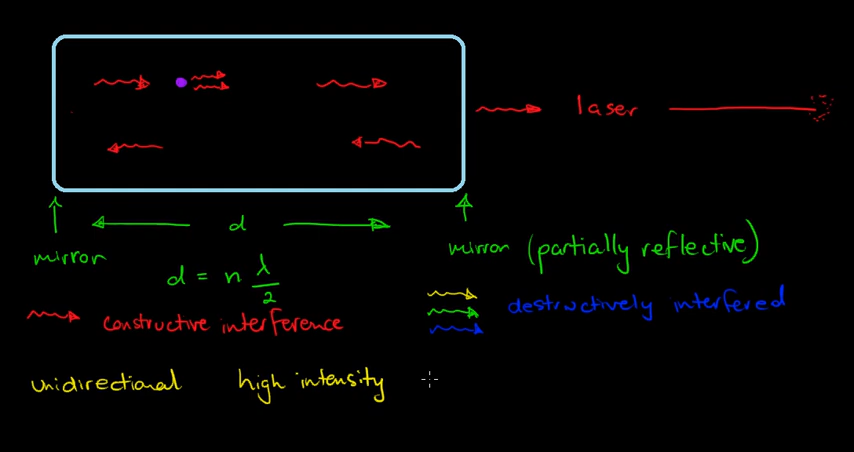 laser
d
mirror
mirror (partially reflective)
d = n λ/2
constructive interference
destructively interfered
unidirectional high intensity